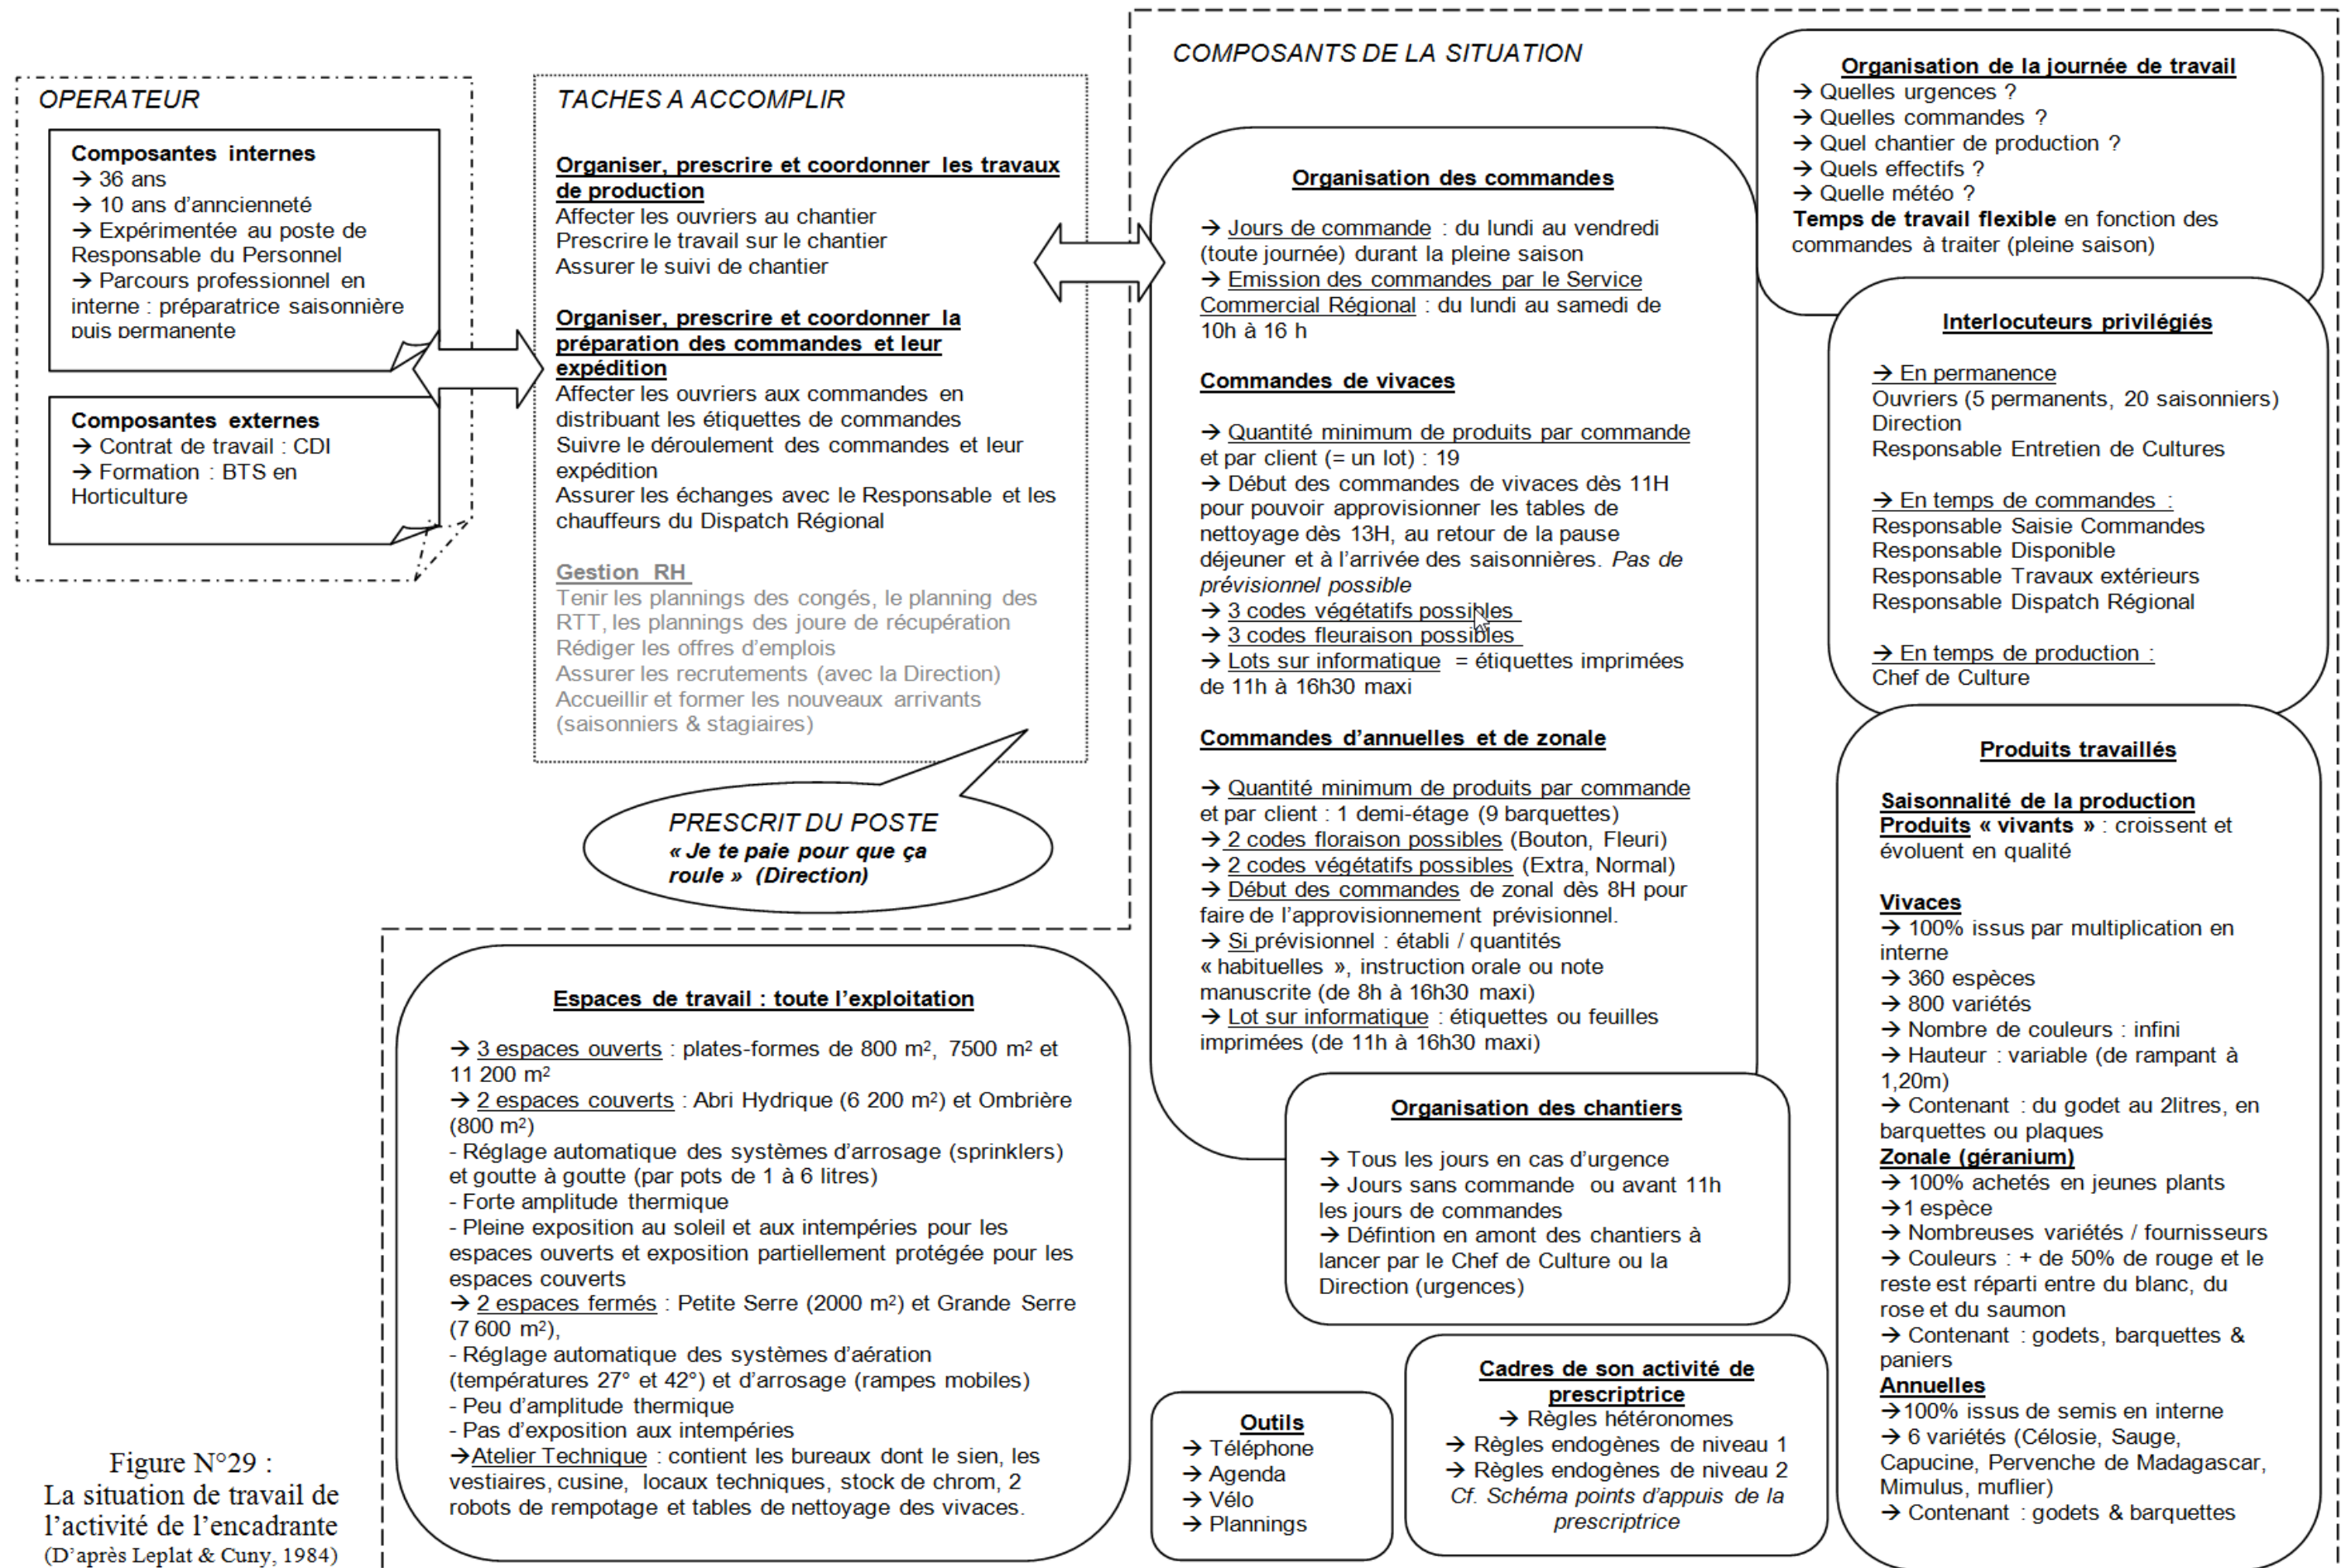 OPERATEUR
Composantes internes
→ 36 ans
→ 10 ans d'anncienneté
→ Expérimentée au poste de
Responsable du Personnel
→ Parcours professionnel en
interne : préparatrice saisonnière
puis permanente
Composantes externes
→ Contrat de travail : CDI
→ Formation : BTS en
Horticulture
TACHES A ACCOMPLIR
Organiser, prescrire et coordonner les travaux
de production
Affecter les ouvriers au chantier
Prescrire le travail sur le chantier
Assurer le suivi de chantier
Organiser, prescrire et coordonner la
préparation des commandes et leur
expédition
Affecter les ouvriers aux commandes en
distribuant les étiquettes de commandes
Suivre le déroulement des commandes et leur
expédition
Assurer les échanges avec le Responsable et les
chauffeurs du Dispatch Régional
Gestion RH
Tenir les plannings des congés, le planning des
RTT, les plannings des joure de récupération
Rédiger les offres d'emplois
Assurer les recrutements (avec la Direction)
Accueillir et former les nouveaux arrivants
(saisonniers & stagiaires)
PRESCRIT DU POSTE
« Je te paie pour que ça
roule » (Direction)
COMPOSANTS DE LA SITUATION
Organisation des commandes
→ Jours de commande : du lundi au vendredi
(toute journée) durant la pleine saison
→ Emission des commandes par le Service
Commercial Régional : du lundi au samedi de
10h à 16 h
Commandes de vivaces
→ Quantité minimum de produits par commande
et par client (= un lot) : 19
→ Début des commandes de vivaces dès 11H
pour pouvoir approvisionner les tables de
nettoyage dès 13H, au retour de la pause
déjeuner et à l'arrivée des saisonnières. Pas de
prévisionnel possible
→ 3 codes végétatifs possibles
→ 3 codes fleuraison possibles
→ Lots sur informatique = étiquettes imprimées
de 11h à 16h30 maxi
Commandes d'annuelles et de zonale
→ Quantité minimum de produits par commande
et par client : 1 demi-étage (9 barquettes)
→ 2 codes floraison possibles (Bouton, Fleuri)
→ 2 codes végétatifs possibles (Extra, Normal)
→ Début des commandes de zonal dès 8H pour
faire de l'approvisionnement prévisionnel.
→ Si prévisionnel : établi / quantités
« habituelles », instruction orale ou note
manuscrite (de 8h à 16h30 maxi)
→ Lot sur informatique : étiquettes ou feuilles
imprimées (de 11h à 16h30 maxi)
Organisation de la journée de travail
→ Quelles urgences ?
→ Quelles commandes ?
→ Quel chantier de production ?
→ Quels effectifs ?
→ Quelle météo ?
Temps de travail flexible en fonction des
commandes à traiter (pleine saison)
Interlocuteurs privilégiés
→ En permanence
Ouvriers (5 permanents, 20 saisonniers)
Direction
Responsable Entretien de Cultures
→ En temps de commandes :
Responsable Saisie Commandes
Responsable Disponible
Responsable Travaux extérieurs
Responsable Dispatch Régional
→ En temps de production :
Chef de Culture
Produits travaillés
Saisonnalité de la production
Produits « vivants » : croissent et
évoluent en qualité
Vivaces
→ 100% issus par multiplication en
interne
→ 360 espèces
→ 800 variétés
→ Nombre de couleurs : infini
→ Hauteur : variable (de rampant à
1,20m)
→ Contenant : du godet au 2litres, en
barquettes ou plaques
Zonale (géranium)
→ 100% achetés en jeunes plants
→1 espèce
→ Nombreuses variétés / fournisseurs
→ Couleurs : + de 50% de rouge et le
reste est réparti entre du blanc, du
rose et du saumon
→ Contenant : godets, barquettes &
paniers
Annuelles
→100% issus de semis en interne
→ 6 variétés (Célosie, Sauge,
Capucine, Pervenche de Madagascar,
Mimulus, muflier)
→ Contenant : godets & barquettes
Organisation des chantiers
→ Tous les jours en cas d'urgence
→ Jours sans commande ou avant 11h
les jours de commandes
→ Défintion en amont des chantiers à
lancer par le Chef de Culture ou la
Direction (urgences)
Espaces de travail : toute l'exploitation
→ 3 espaces ouverts : plates-formes de 800 m², 7500 m² et
11 200 m²
→ 2 espaces couverts : Abri Hydrique (6 200 m²) et Ombrière
(800 m²)
- Réglage automatique des systèmes d'arrosage (sprinklers)
et goutte à goutte (par pots de 1 à 6 litres)
- Forte amplitude thermique
- Pleine exposition au soleil et aux intempéries pour les
espaces ouverts et exposition partiellement protégée pour les
espaces couverts
→ 2 espaces fermés : Petite Serre (2000 m²) et Grande Serre
(7 600 m²),
- Réglage automatique des systèmes d'aération
(températures 27° et 42°) et d'arrosage (rampes mobiles)
- Peu d'amplitude thermique
- Pas d'exposition aux intempéries
→Atelier Technique : contient les bureaux dont le sien, les
vestiaires, cusine, locaux techniques, stock de chrom, 2
robots de rempotage et tables de nettoyage des vivaces.
Outils
→ Téléphone
→ Agenda
→ Vélo
→ Plannings
Cadres de son activité de
prescriptrice
→ Règles hétéronomes
→ Règles endogènes de niveau 1
→ Règles endogènes de niveau 2
Cf. Schéma points d'appuis de la
prescriptrice
Figure N°29 :
La situation de travail de
l'activité de l'encadrante
(D'après Leplat & Cuny, 1984)